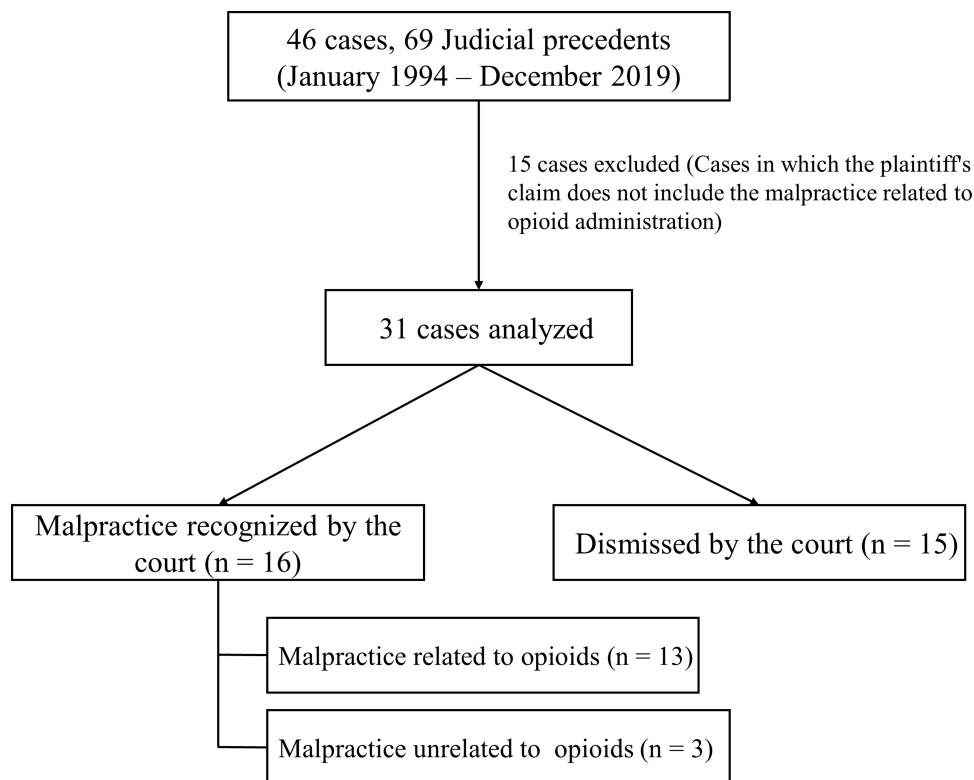 46 cases, 69 Judicial precedents
(January 1994 – December 2019)
15 cases excluded (Cases in which the plaintiff's
claim does not include the malpractice related to
opioid administration)
31 cases analyzed
Malpractice recognized by the
court (n = 16)
Dismissed by the court (n = 15)
Malpractice related to opioids (n = 13)
Malpractice unrelated to opioids (n = 3)